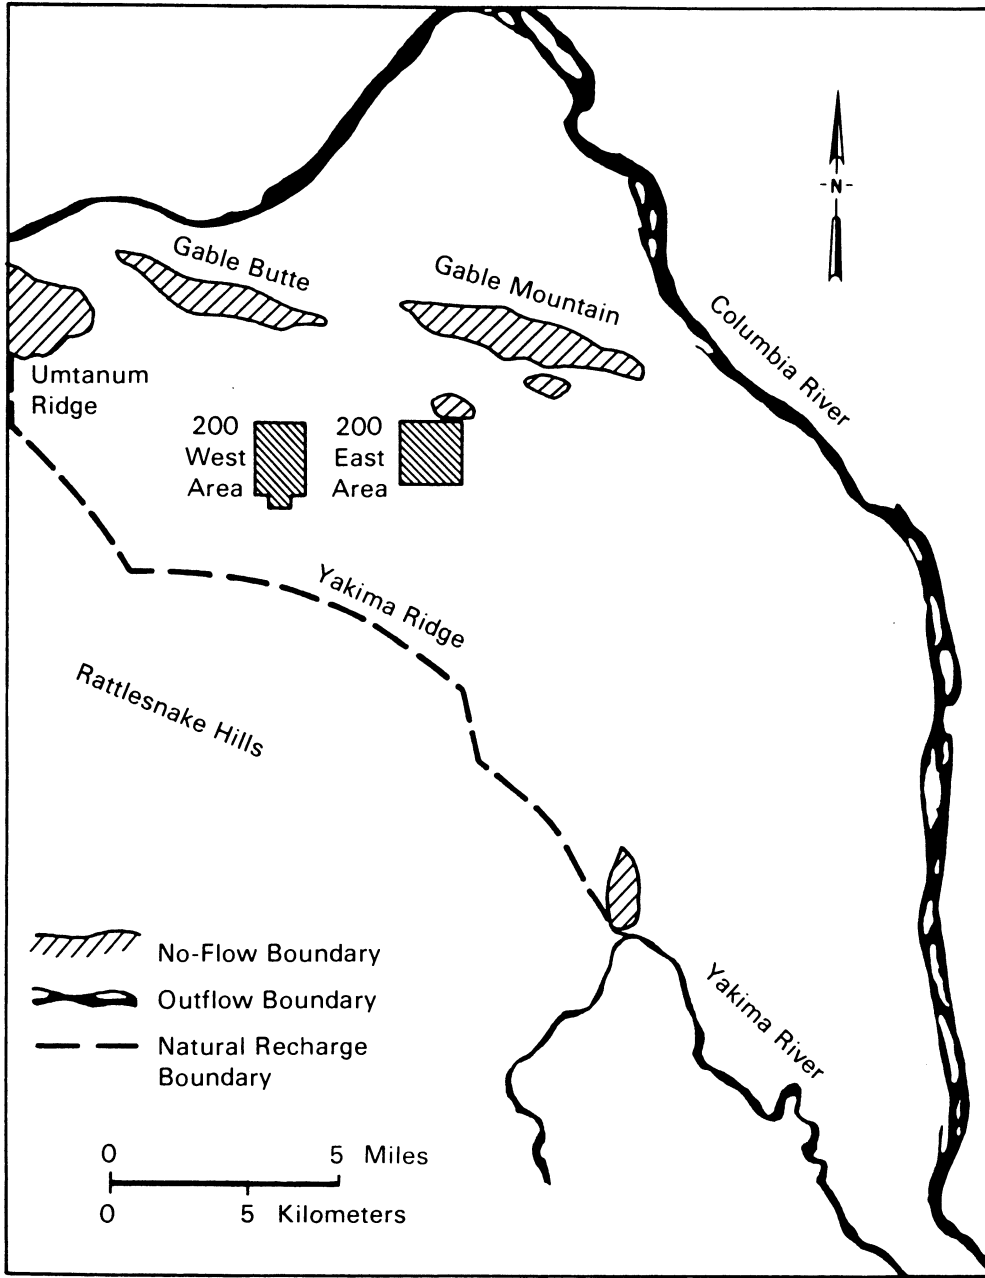 -N-
Gable Butte
Gable Mountain
Columbia River
Umtanum
Ridge
200
West
Area
200
East
Area
Yakima Ridge
Rattlesnake Hills
No-Flow Boundary
Outflow Boundary
Natural Recharge
Boundary
Yakima River
0 5 Miles
0 5 Kilometers